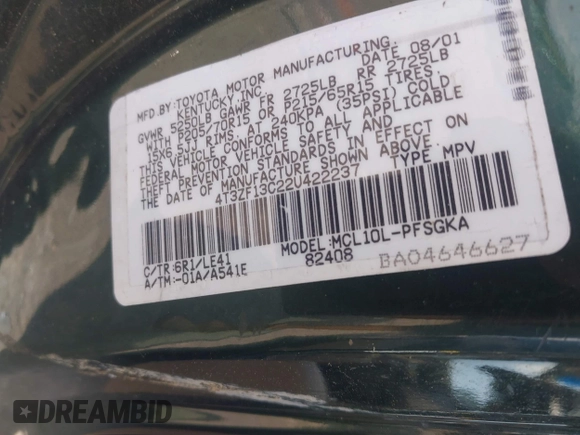 MFD.BY:TOYOTA MOTOR MANUFACTURING,
KENTUCKY,INC. DATE 08/01
GVWR 5250LB GAWR FR 2725LB RR 2725LB
WITH P205/70R15 OR P215/65R15 TIRES,
15X6.5JJ RIMS, AT 240KPA (35PSI) COLD
THIS VEHICLE CONFORMS TO ALL APPLICABLE
FEDERAL MOTOR VEHICLE SAFETY AND
THEFT PREVENTION STANDARDS IN EFFECT ON
THE DATE OF MANUFACTURE SHOWN ABOVE.
4T3ZF13C22U422237 TYPE MPV
C/TR:6R1/LE41 MODEL:MCL10L-PFSGKA
A/TM:-01A/A541E 82408 BA04646627
DREAMBID